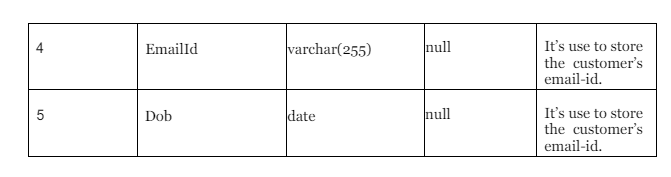 4 EmailId varchar(255) null It's use to store
the customer's
email-id.
5 Dob date null It's use to store
the customer's
email-id.